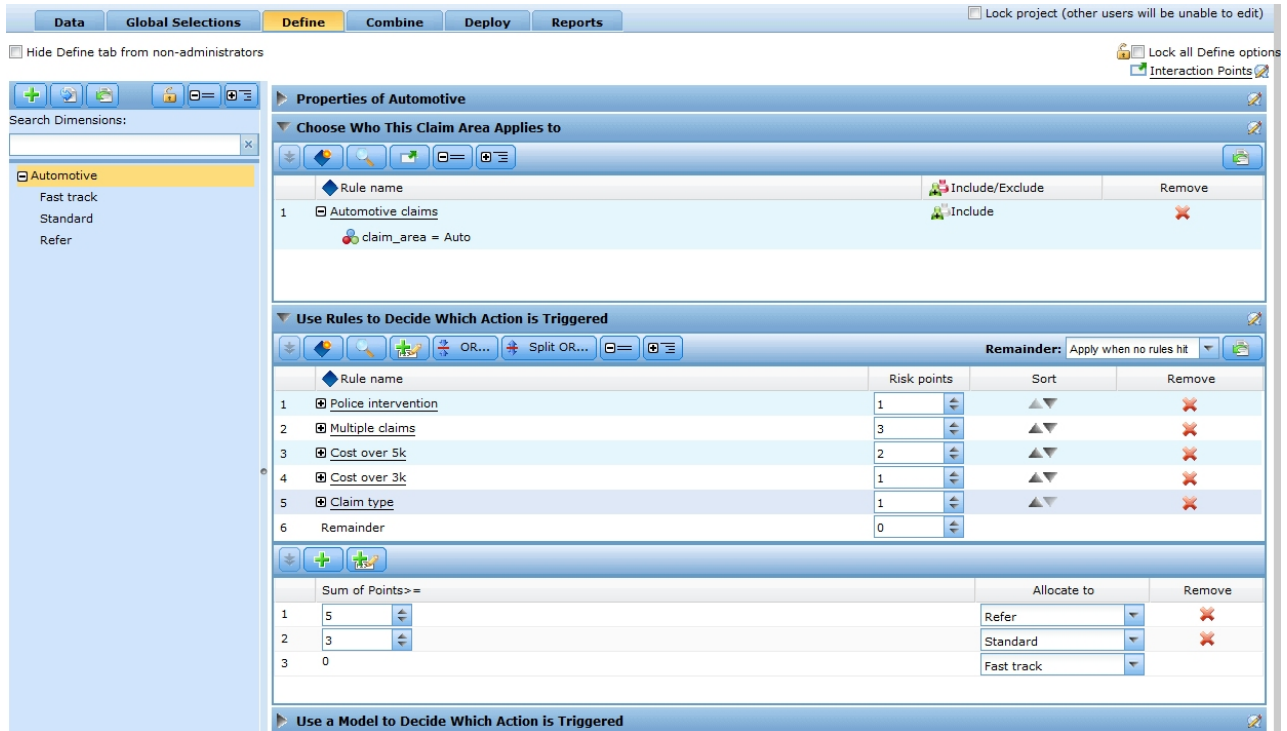 Data Global Selections Define Combine Deploy Reports Lock project (other users will be unable to edit)
Hide Define tab from non-administrators Lock all Define options
Interaction Points
Search Dimensions:
Automotive
Fast track
Standard
Refer
Properties of Automotive
Choose Who This Claim Area Applies to
Rule name Include/Exclude Remove
1 Automotive claims Include
claim_area = Auto
Use Rules to Decide Which Action is Triggered
OR... Split OR... Remainder: Apply when no rules hit
Rule name Risk points Sort Remove
1 Police intervention 1
2 Multiple claims 3
3 Cost over 5k 2
4 Cost over 3k 1
5 Claim type 1
6 Remainder 0
Sum of Points>= Allocate to Remove
1 5 Refer
2 3 Standard
3 0 Fast track
Use a Model to Decide Which Action is Triggered